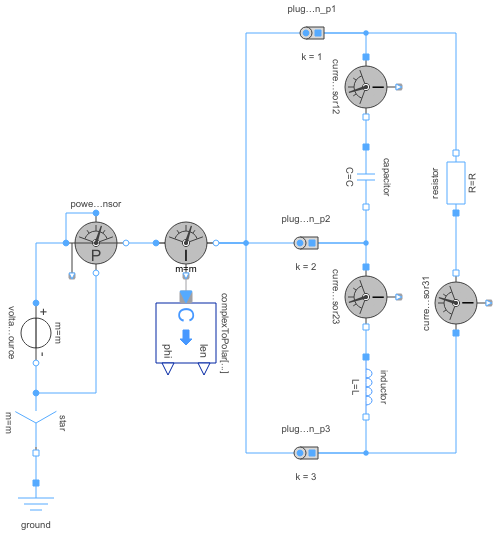 plug...n_p1
k = 1
curre...sor12
C=C
capacitor
resistor
R=R
powe...nsor
P
I
m=m
plug...n_p2
k = 2
volta...ource
+
-
m=m
C
phi
len
complexToPolar[...]
curre...sor23
curre...sor31
L=L
inductor
m=m
star
plug...n_p3
k = 3
ground